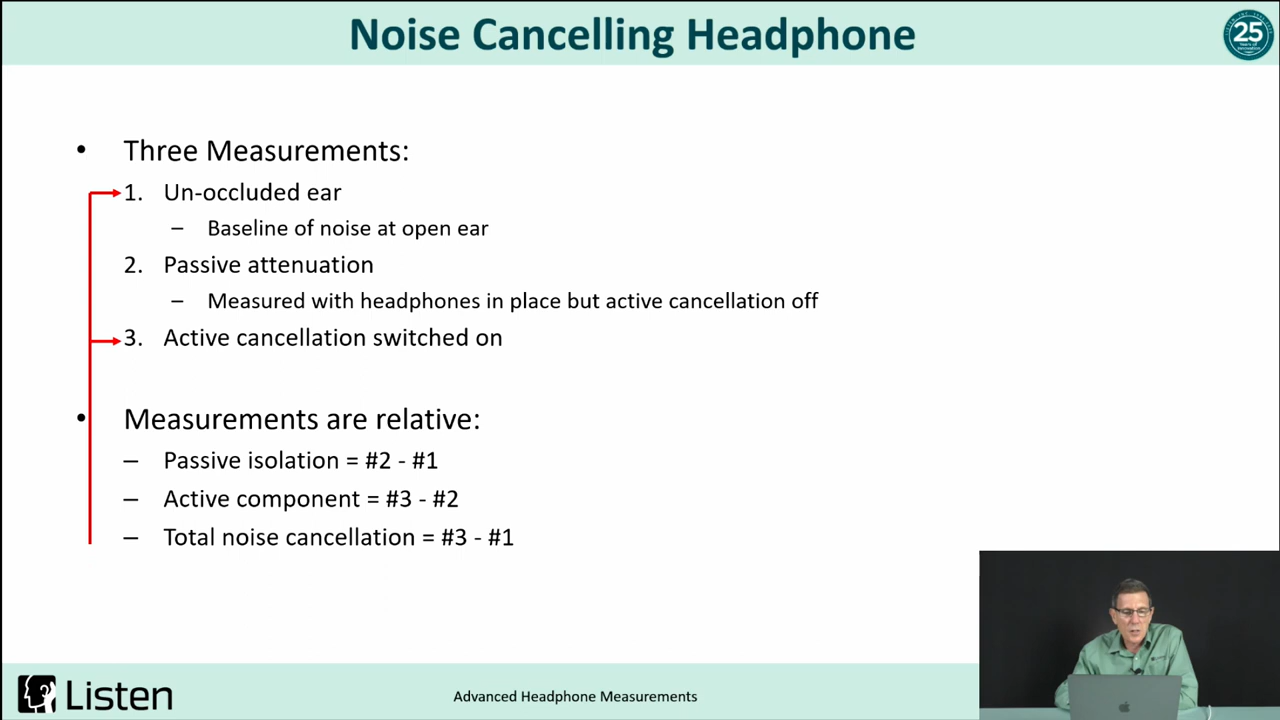 Noise Cancelling Headphone
25
• Three Measurements:
1. Un-occluded ear
– Baseline of noise at open ear
2. Passive attenuation
– Measured with headphones in place but active cancellation off
3. Active cancellation switched on
• Measurements are relative:
– Passive isolation = #2 - #1
– Active component = #3 - #2
– Total noise cancellation = #3 - #1
Listen
Advanced Headphone Measurements